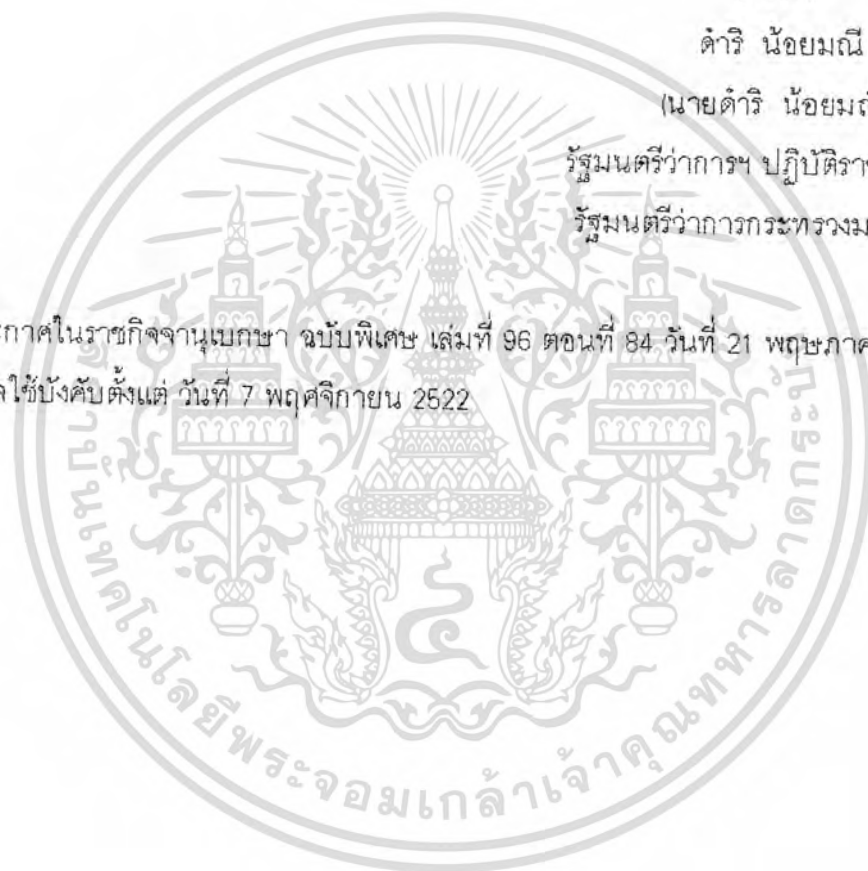 ดำริ น้อยมณี
(นายดำริ น้อยมณี
รัฐมนตรีว่าการฯ ปฏิบัติรา
รัฐมนตรีว่าการกระทรวงม
ะกาศในราชกิจจานุเบกษา ฉบับพิเศษ เล่มที่ 96 ตอนที่ 84 วันที่ 21 พฤษภาค
ลใช้บังคับตั้งแต่ วันที่ 7 พฤศจิกายน 2522
สถาบันเทคโนโลยีพระจอมเกล้าเจ้าคุณทหารลาดกระบัง